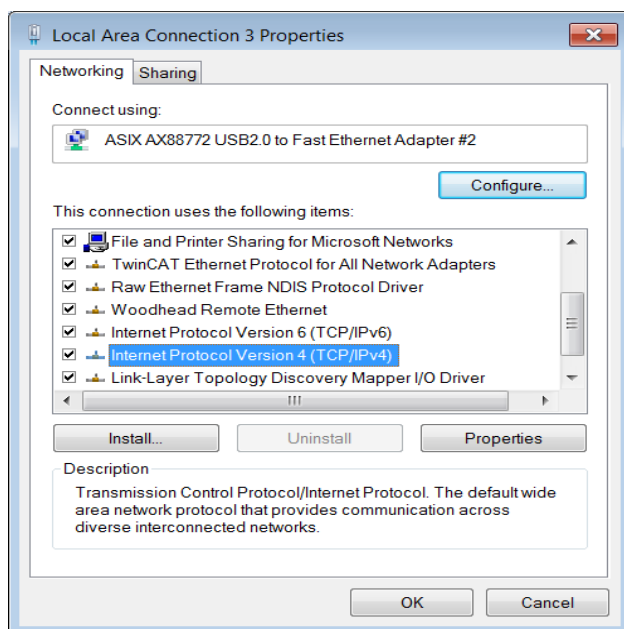 Local Area Connection 3 Properties
Networking
Sharing
Connect using:
ASIX AX88772 USB2.0 to Fast Ethernet Adapter #2
Configure...
This connection uses the following items:
File and Printer Sharing for Microsoft Networks
TwinCAT Ethernet Protocol for All Network Adapters
Raw Ethernet Frame NDIS Protocol Driver
Woodhead Remote Ethernet
Internet Protocol Version 6 (TCP/IPv6)
Internet Protocol Version 4 (TCP/IPv4)
Link-Layer Topology Discovery Mapper I/O Driver
Install...
Uninstall
Properties
Description
Transmission Control Protocol/Internet Protocol. The default wide
area network protocol that provides communication across
diverse interconnected networks.
OK
Cancel